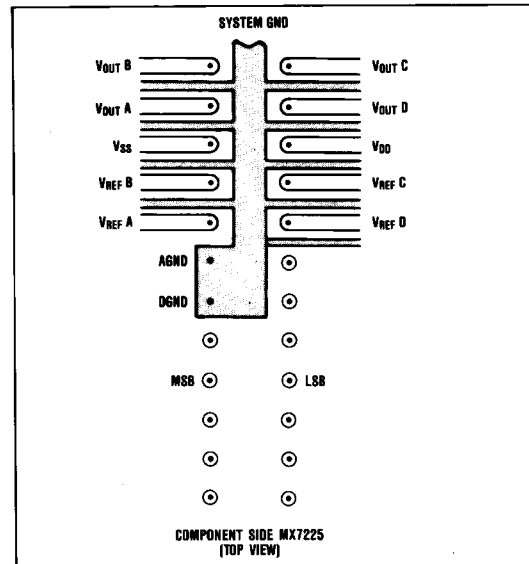 SYSTEM GND
VOUT B VOUT C
VOUT A VOUT D
VSS VDD
VREF B VREF C
VREF A VREF D
AGND
DGND
MSB LSB
COMPONENT SIDE MX7225
(TOP VIEW)